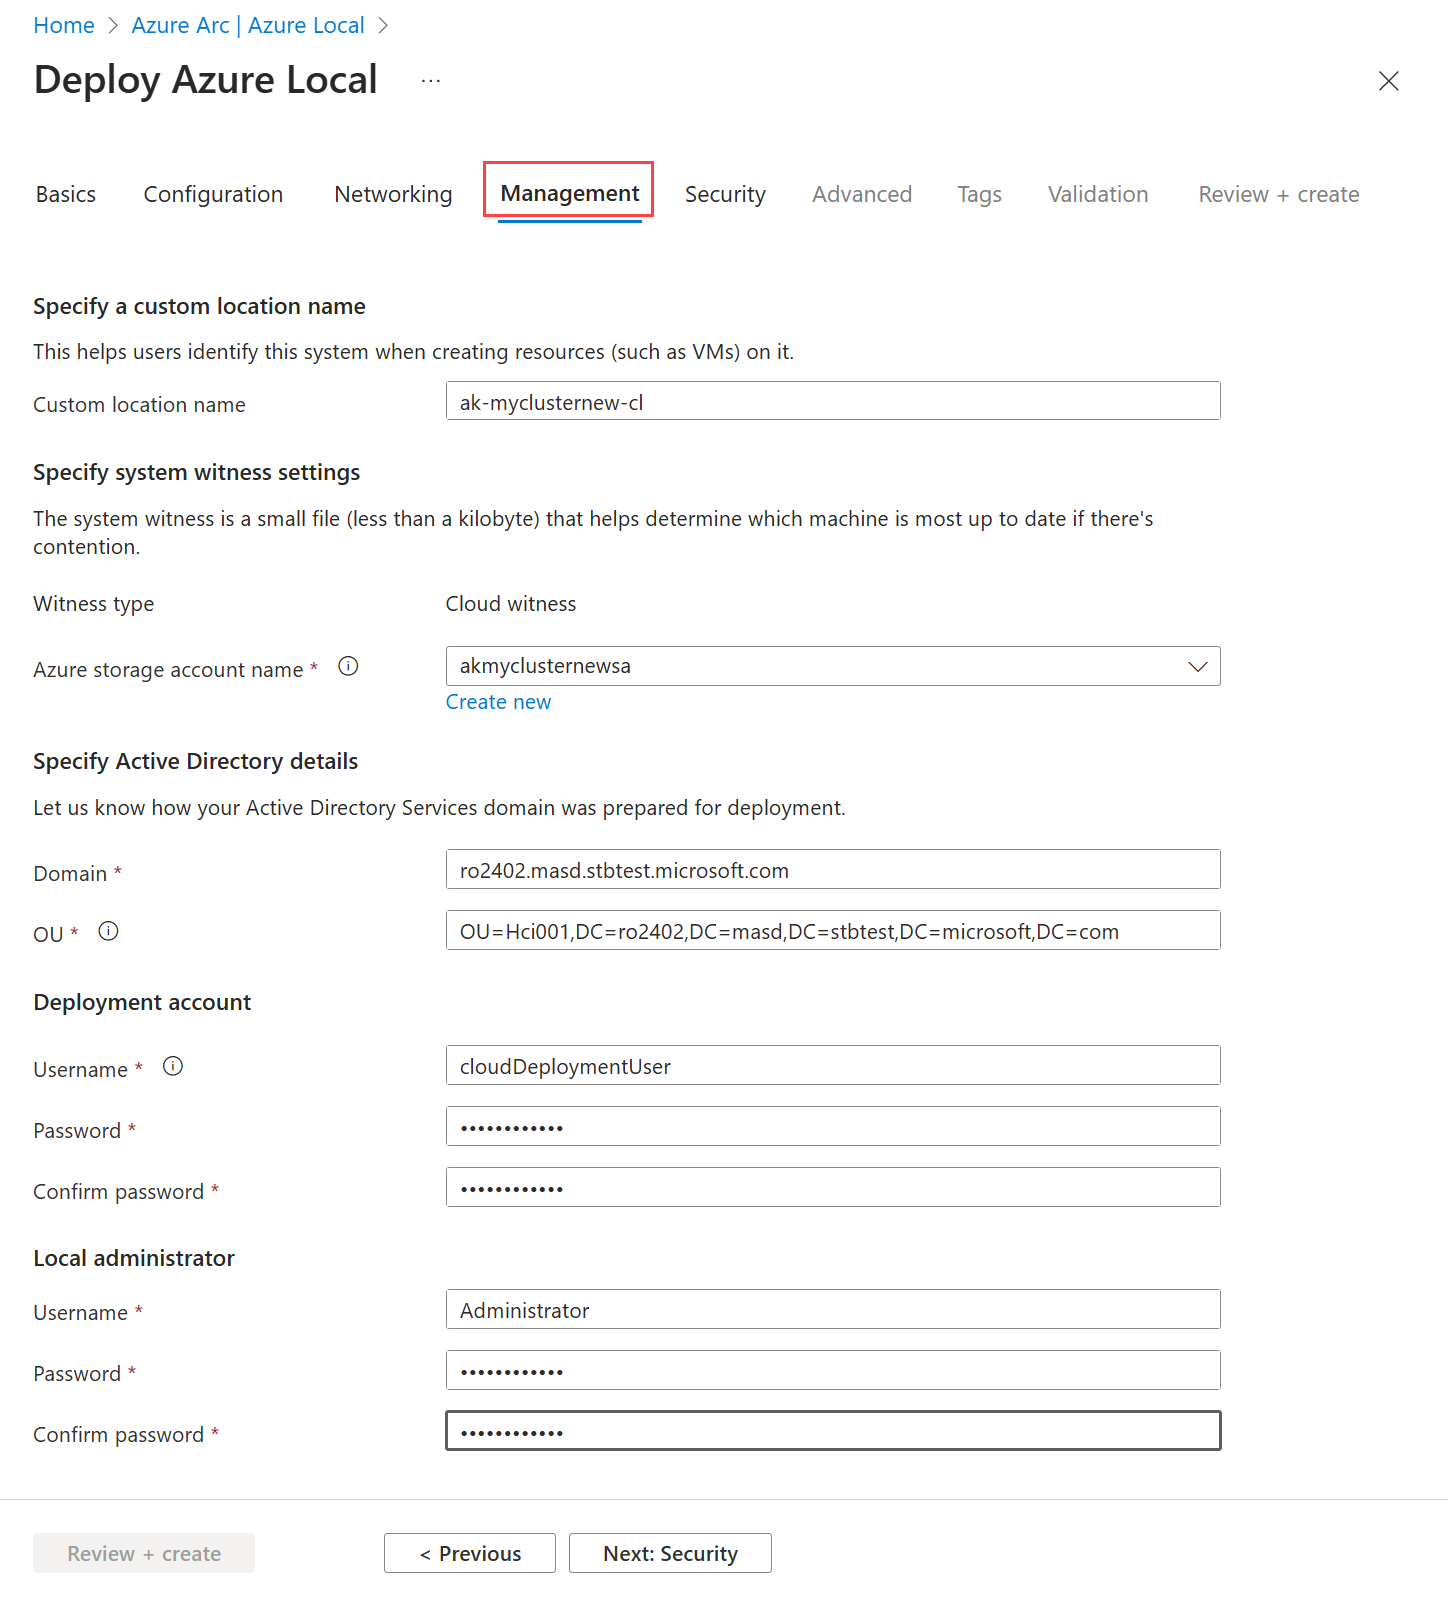 Home > Azure Arc | Azure Local >
Deploy Azure Local ...
Basics Configuration Networking Management Security Advanced Tags Validation Review + create
Specify a custom location name
This helps users identify this system when creating resources (such as VMs) on it.
Custom location name ak-myclusternew-cl
Specify system witness settings
The system witness is a small file (less than a kilobyte) that helps determine which machine is most up to date if there's
contention.
Witness type Cloud witness
Azure storage account name * akmyclusternewsa
Create new
Specify Active Directory details
Let us know how your Active Directory Services domain was prepared for deployment.
Domain * ro2402.masd.stbtest.microsoft.com
OU * OU=Hci001,DC=ro2402,DC=masd,DC=stbtest,DC=microsoft,DC=com
Deployment account
Username * cloudDeploymentUser
Password * ••••••••••••
Confirm password * ••••••••••••
Local administrator
Username * Administrator
Password * ••••••••••••
Confirm password * ••••••••••••
Review + create < Previous Next: Security